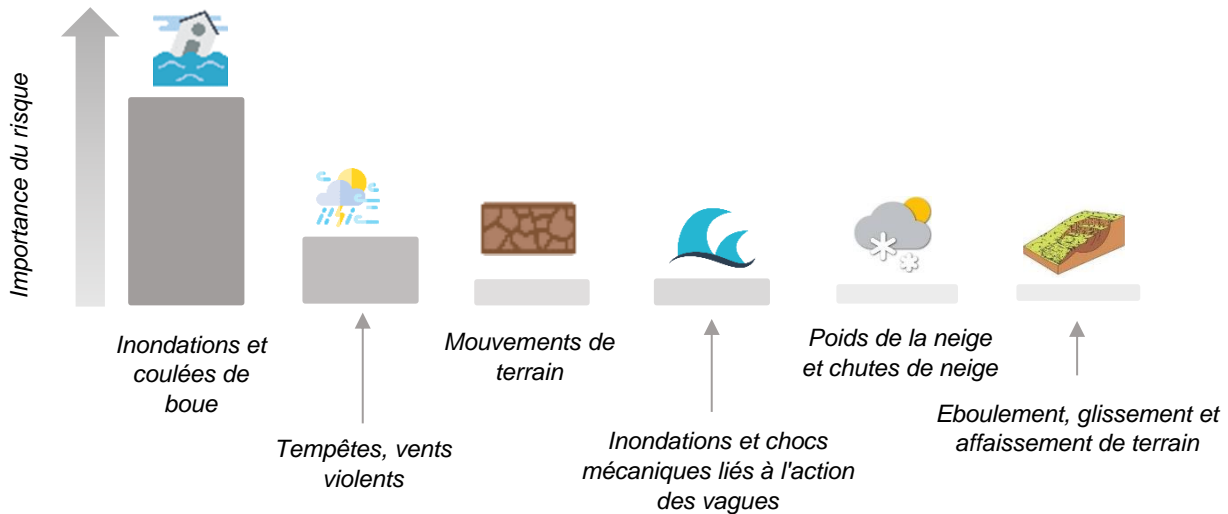 Importance du risque
Inondations et
coulées de
boue
Tempêtes, vents
violents
Mouvements de
terrain
Inondations et chocs
mécaniques liés à l'action
des vagues
Poids de la neige
et chutes de neige
Eboulement, glissement et
affaissement de terrain